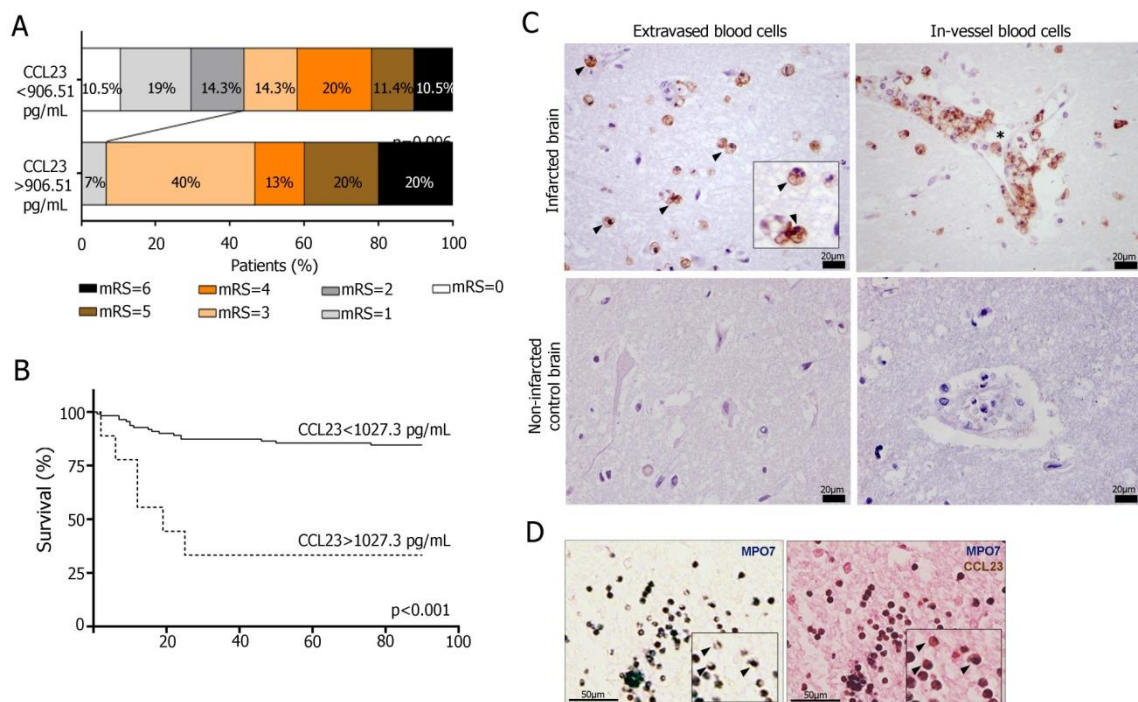 A
CCL23
<906.51
pg/mL
10.5% 19% 14.3% 14.3% 20% 11.4% 10.5%
p=0.006
CCL23
>906.51
pg/mL
7% 40% 13% 20% 20%
0 20 40 60 80 100
Patients (%)
mRS=6 mRS=4 mRS=2 mRS=0
mRS=5 mRS=3 mRS=1
B
Survival (%)
100
75
50
25
0
CCL23<1027.3 pg/mL
CCL23>1027.3 pg/mL
p<0.001
20 40 60 80 100
C
Extravased blood cells In-vessel blood cells
Infarcted brain
*
20µm 20µm
Non-infarcted
control brain
20µm 20µm
D
MPO7 MPO7
CCL23
50µm 50µm